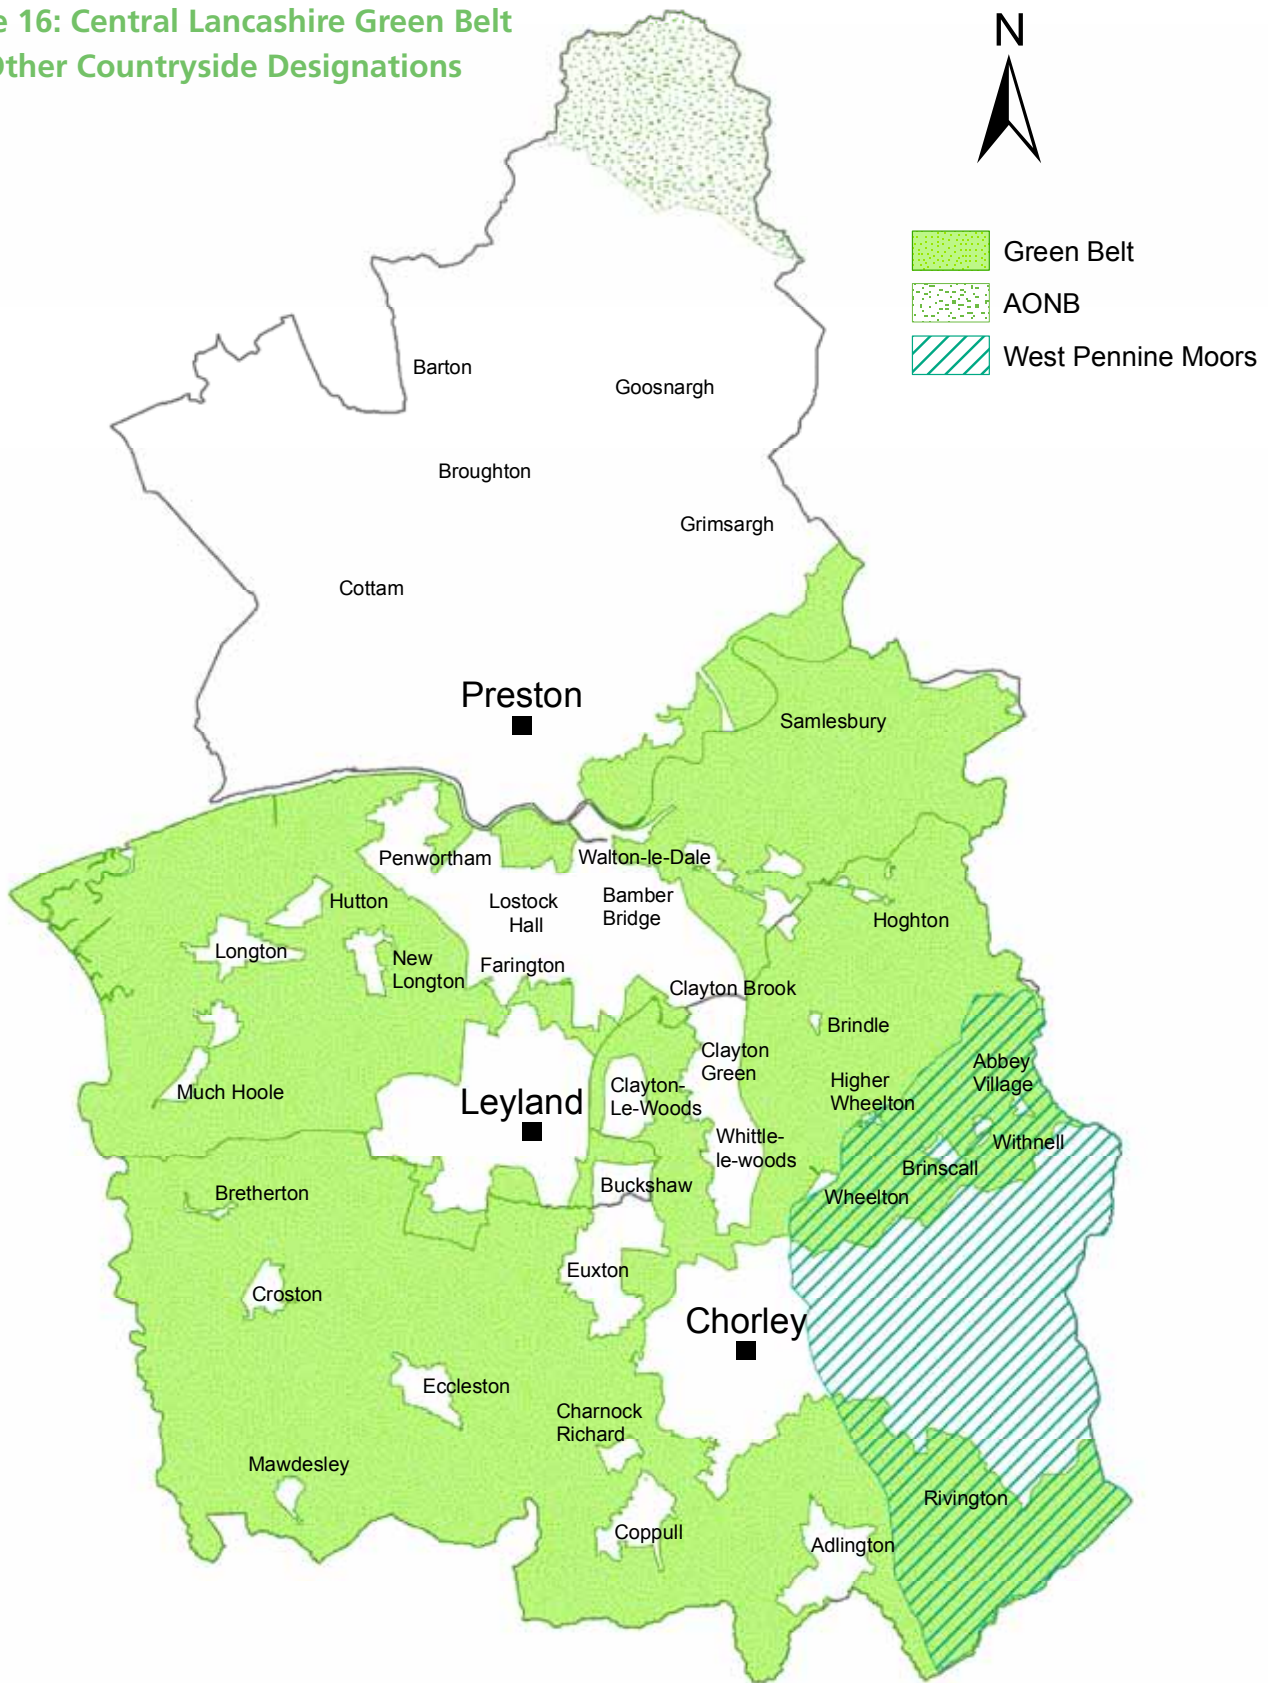 e 16: Central Lancashire Green Belt
Other Countryside Designations
N
Green Belt
AONB
West Pennine Moors
Barton
Goosnargh
Broughton
Grimsargh
Cottam
Preston
Samlesbury
Penwortham
Walton-le-Dale
Hutton
Lostock
Hall
Bamber
Bridge
Hoghton
Longton
New
Longton
Farington
Clayton Brook
Brindle
Clayton
Green
Abbey
Village
Much Hoole
Leyland
Clayton-
Le-Woods
Higher
Wheelton
Whittle-
le-woods
Withnell
Brinscall
Bretherton
Buckshaw
Wheelton
Euxton
Croston
Chorley
Eccleston
Charnock
Richard
Mawdesley
Rivington
Coppull
Adlington